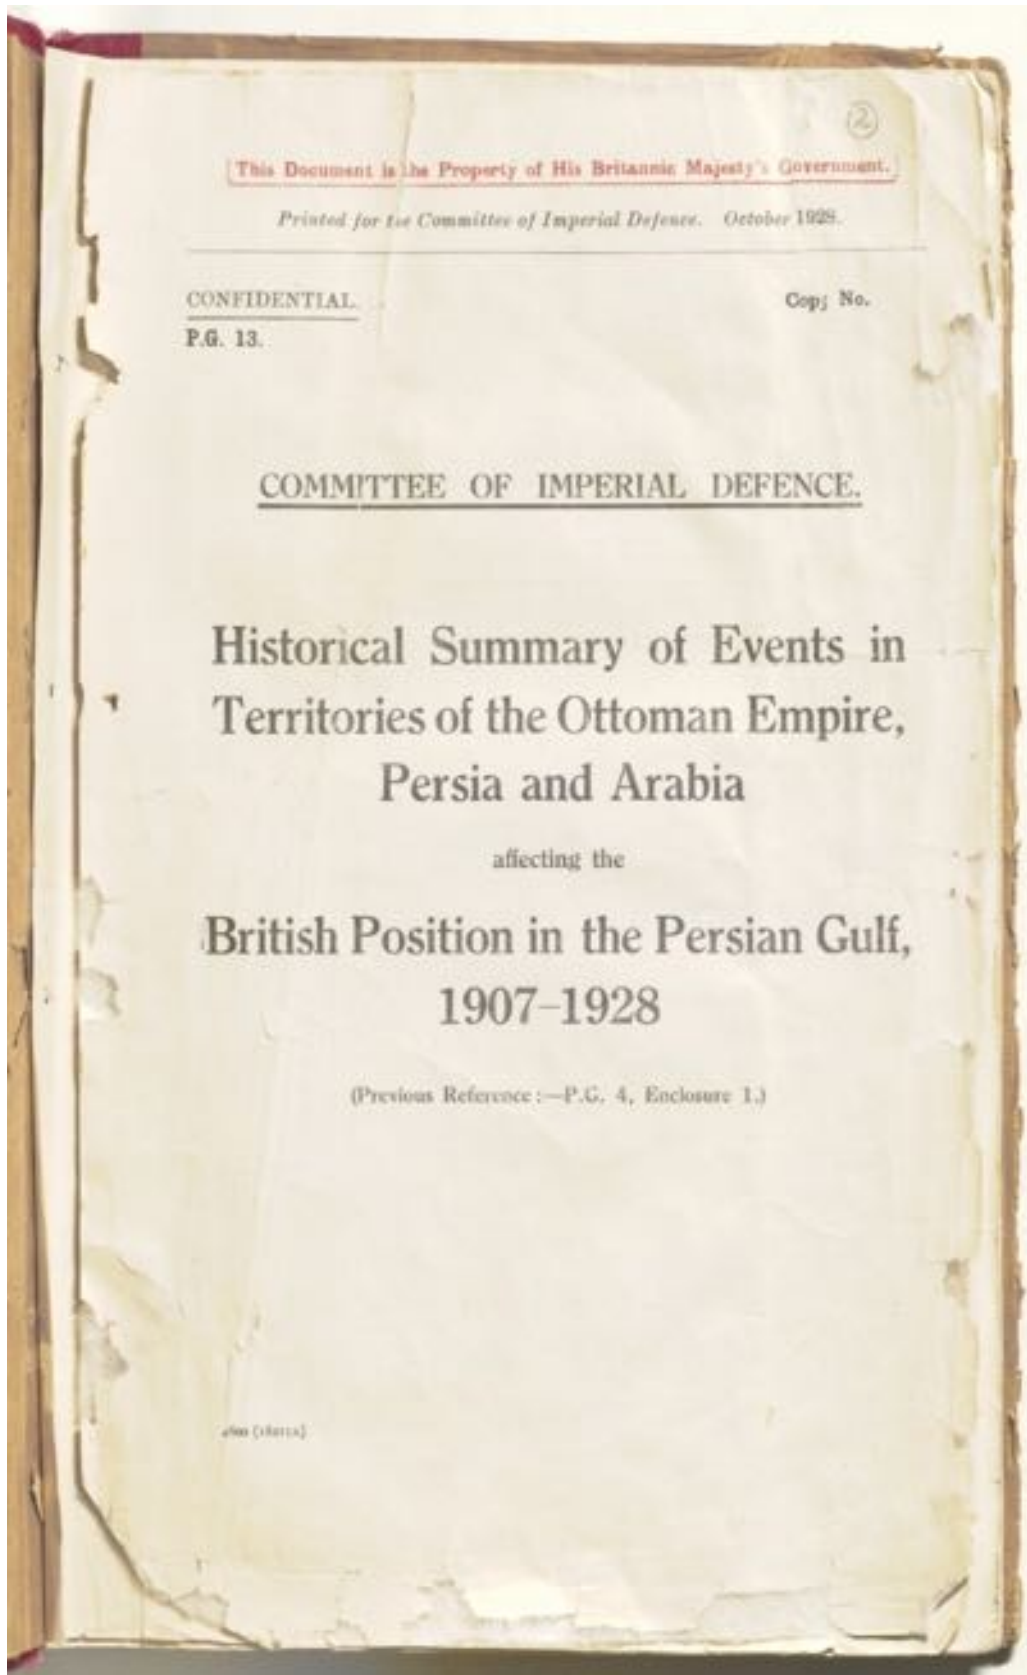 2
[This Document is the Property of His Britannic Majesty's Government.]
Printed for the Committee of Imperial Defence. October 1928.
CONFIDENTIAL.
Copy No.
P.G. 13.
COMMITTEE OF IMPERIAL DEFENCE.
Historical Summary of Events in
Territories of the Ottoman Empire,
Persia and Arabia
affecting the
British Position in the Persian Gulf,
1907–1928
(Previous Reference:—P.G. 4, Enclosure 1.)